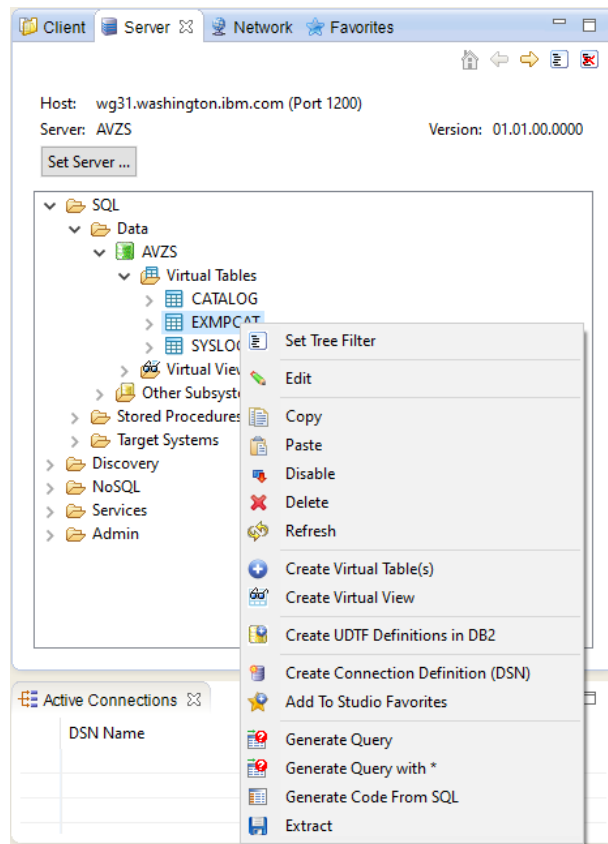 Client Server Network Favorites
Host: wg31.washington.ibm.com (Port 1200)
Server: AVZS Version: 01.01.00.0000
Set Server ...
SQL
Data
AVZS
Virtual Tables
CATALOG
EXMPCAT
SYSLO
Virtual View
Other Subsyst
Stored Procedures
Target Systems
Discovery
NoSQL
Services
Admin
Set Tree Filter
Edit
Copy
Paste
Disable
Delete
Refresh
Create Virtual Table(s)
Create Virtual View
Create UDTF Definitions in DB2
Create Connection Definition (DSN)
Add To Studio Favorites
Generate Query
Generate Query with *
Generate Code From SQL
Extract
Active Connections
DSN Name